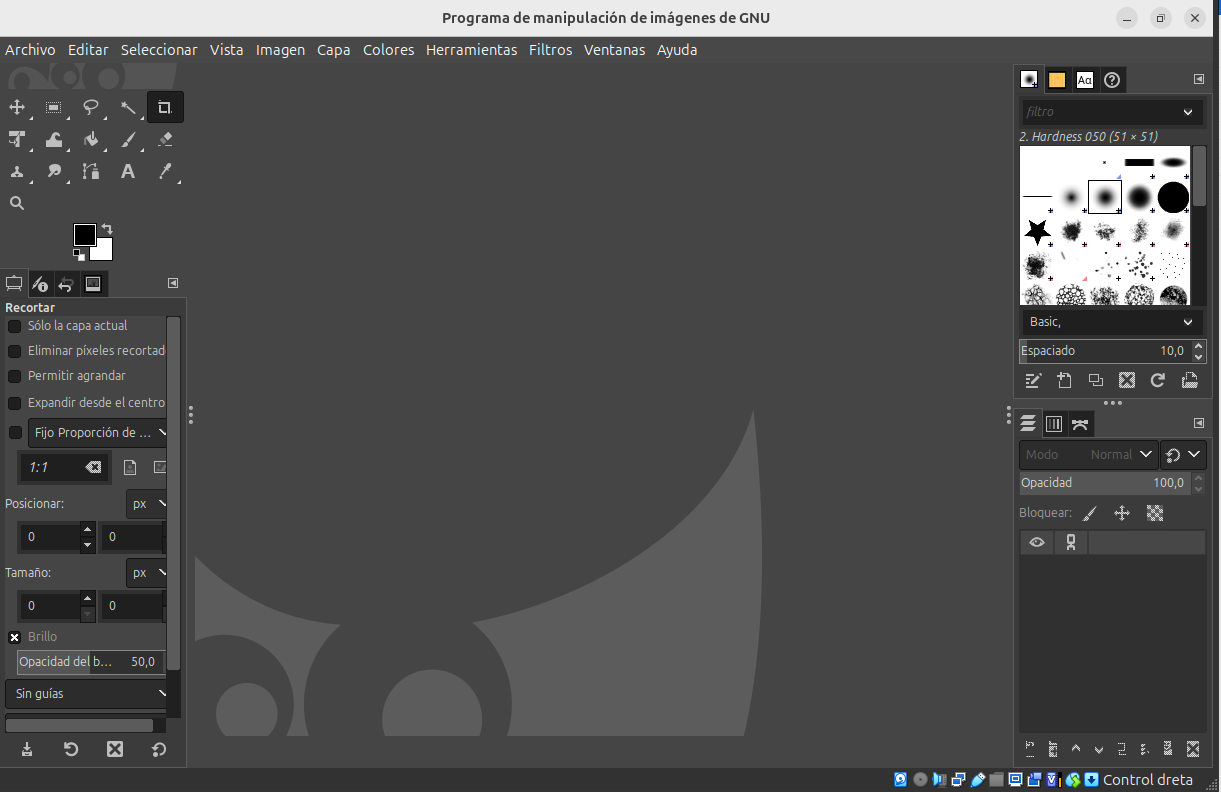 Programa de manipulación de imágenes de GNU
Archivo Editar Seleccionar Vista Imagen Capa Colores Herramientas Filtros Ventanas Ayuda
Recortar
Sólo la capa actual
Eliminar píxeles recortad
Permitir agrandar
Expandir desde el centro
Fijo Proporción de ...
1:1
Posicionar: px
0 0
Tamaño: px
0 0
Brillo
Opacidad del b... 50,0
Sin guías
Aα
filtro
2. Hardness 050 (51 × 51)
Basic,
Espaciado 10,0
Modo Normal
Opacidad 100,0
Bloquear:
Control dreta